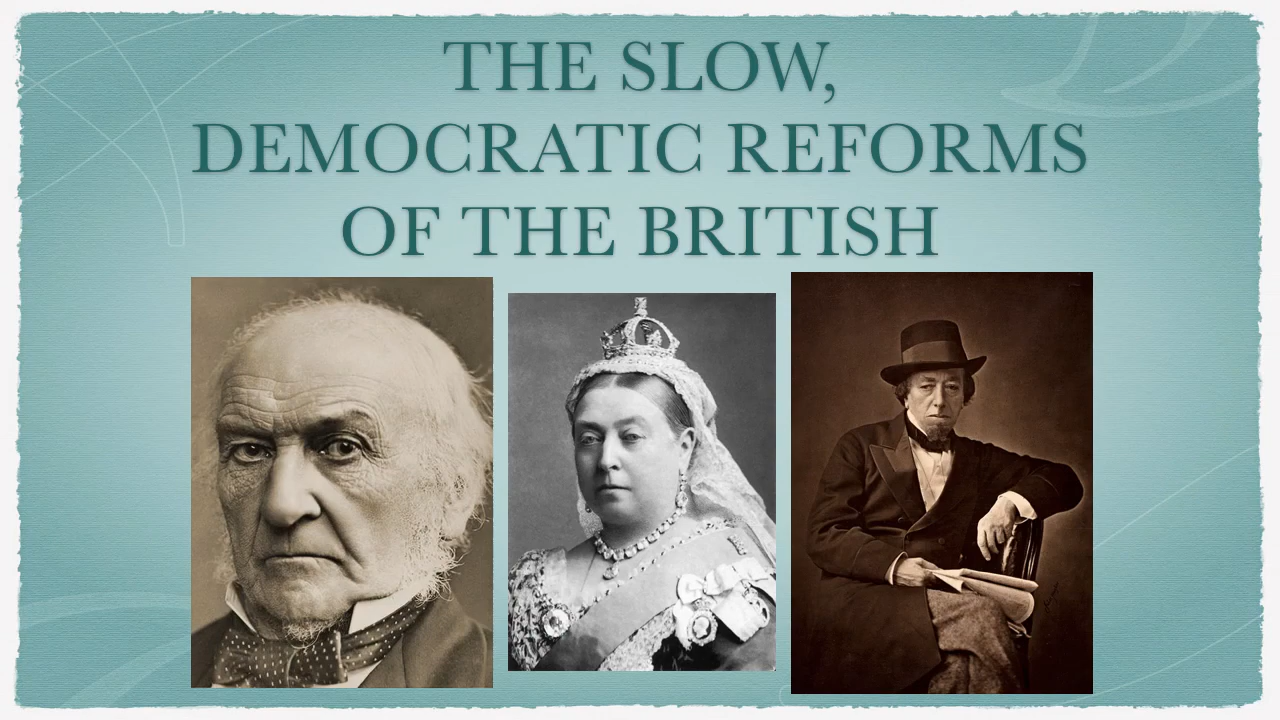 THE SLOW,
DEMOCRATIC REFORMS
OF THE BRITISH